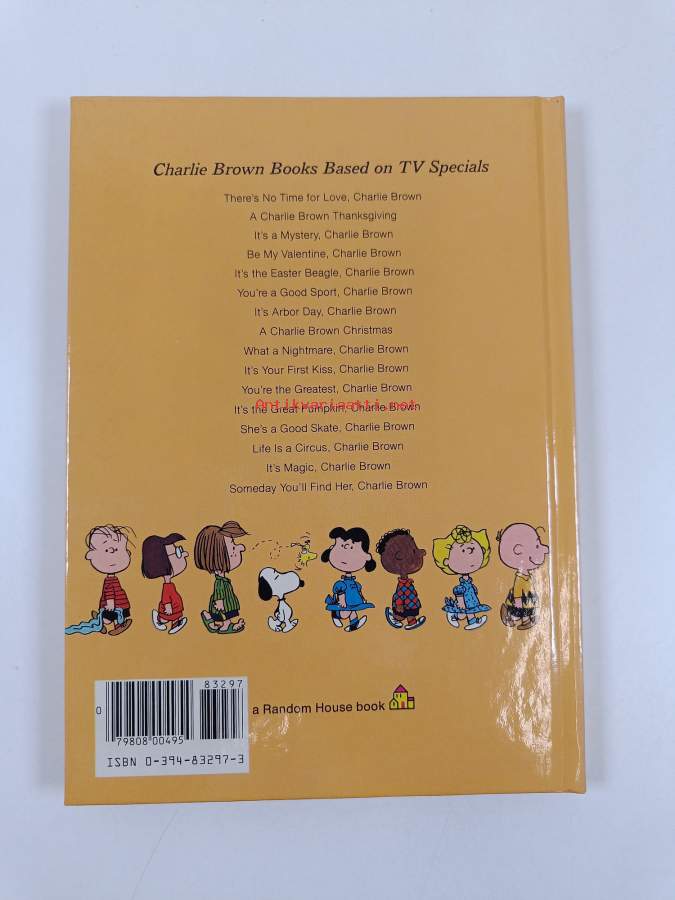 Charlie Brown Books Based on TV Specials
There's No Time for Love, Charlie Brown
A Charlie Brown Thanksgiving
It's a Mystery, Charlie Brown
Be My Valentine, Charlie Brown
It's the Easter Beagle, Charlie Brown
You're a Good Sport, Charlie Brown
It's Arbor Day, Charlie Brown
A Charlie Brown Christmas
What a Nightmare, Charlie Brown
It's Your First Kiss, Charlie Brown
You're the Greatest, Charlie Brown
Antikvariaatti.net
It's the Great Pumpkin, Charlie Brown
She's a Good Skate, Charlie Brown
Life Is a Circus, Charlie Brown
It's Magic, Charlie Brown
Someday You'll Find Her, Charlie Brown
83297
0
79808 00495
ISBN 0-394-83297-3
a Random House book